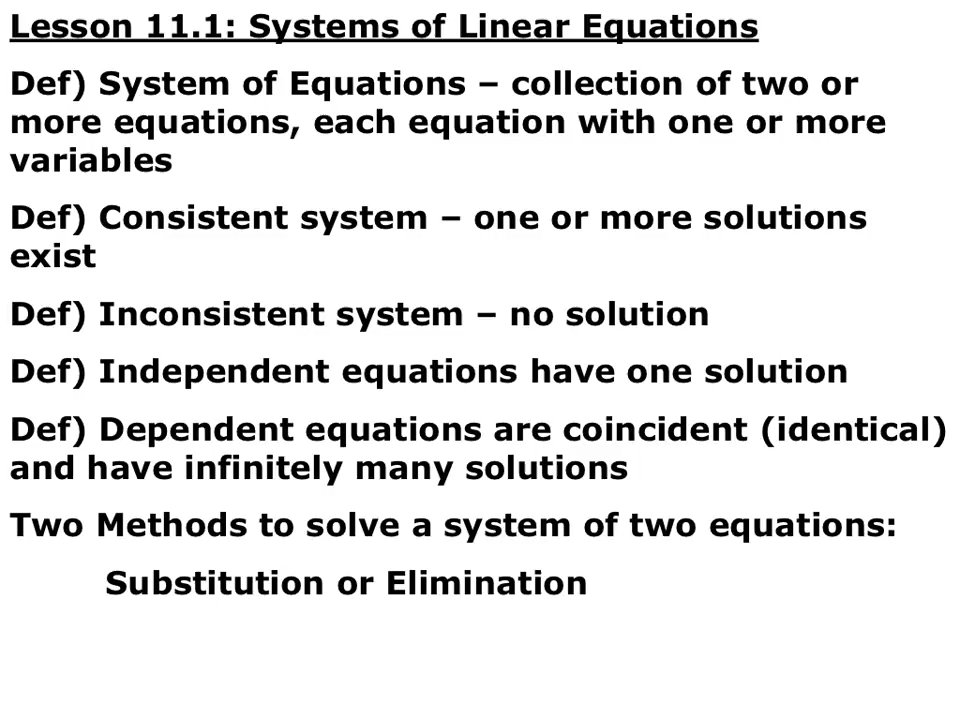 Lesson 11.1: Systems of Linear Equations
Def) System of Equations – collection of two or
more equations, each equation with one or more
variables
Def) Consistent system – one or more solutions
exist
Def) Inconsistent system – no solution
Def) Independent equations have one solution
Def) Dependent equations are coincident (identical)
and have infinitely many solutions
Two Methods to solve a system of two equations:
Substitution or Elimination